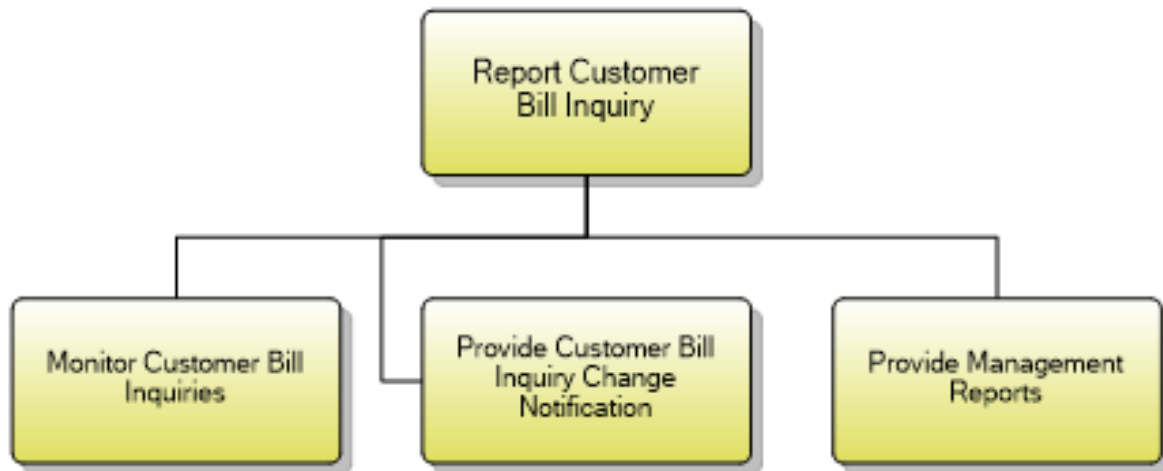 Report Customer
Bill Inquiry
Monitor Customer Bill
Inquiries
Provide Customer Bill
Inquiry Change
Notification
Provide Management
Reports